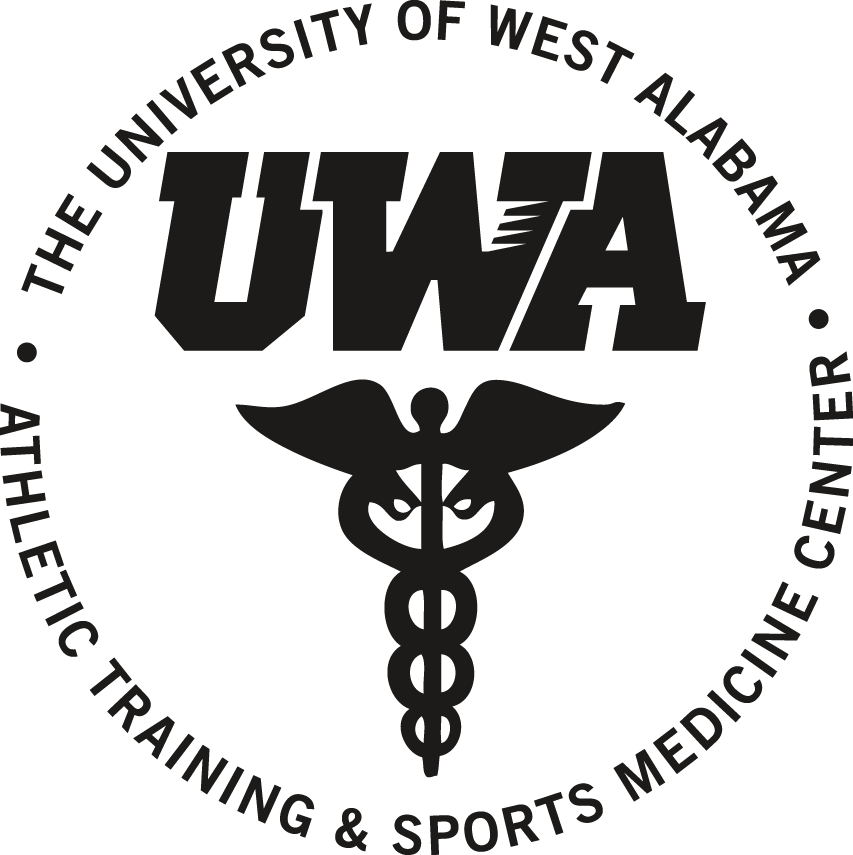 THE UNIVERSITY OF WEST ALABAMA
UWA
• ATHLETIC TRAINING & SPORTS MEDICINE CENTER •